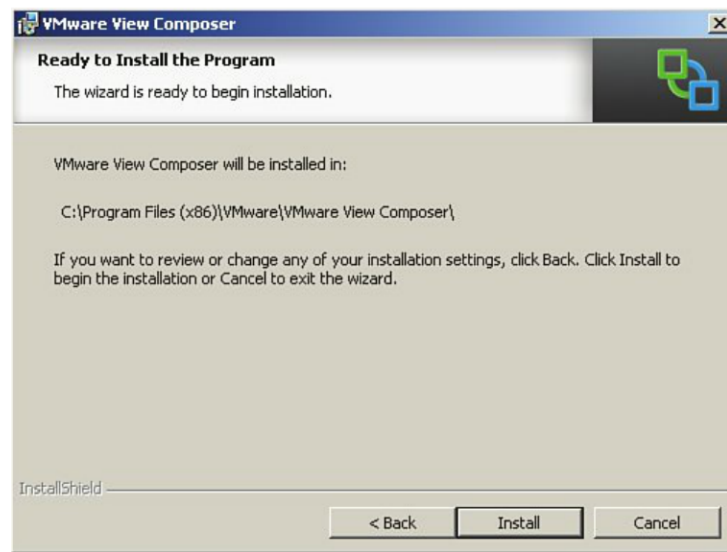 VMware View Composer
Ready to Install the Program
The wizard is ready to begin installation.
VMware View Composer will be installed in:
C:\Program Files (x86)\VMware\VMware View Composer\
If you want to review or change any of your installation settings, click Back. Click Install to
begin the installation or Cancel to exit the wizard.
InstallShield
< Back Install Cancel